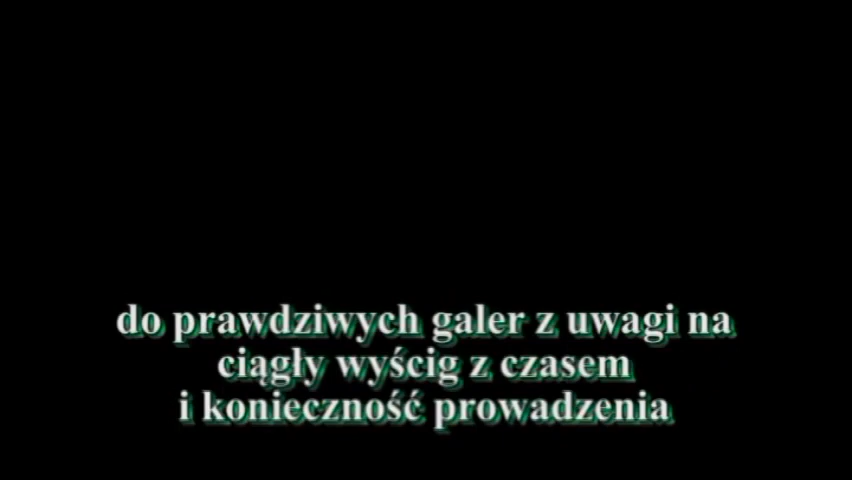 do prawdziwych galer z uwagi na
ciągły wyścig z czasem
i konieczność prowadzenia